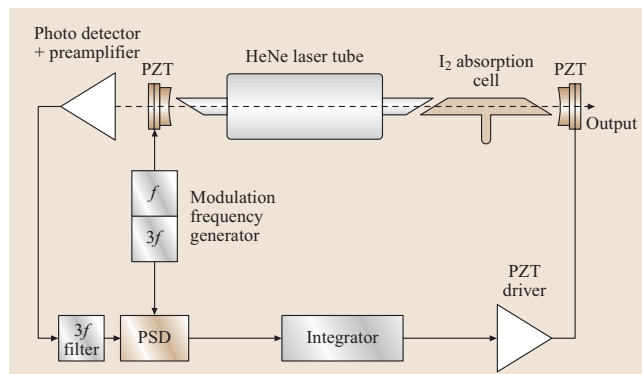 Photo detector
+ preamplifier
PZT
HeNe laser tube
I₂ absorption
cell
PZT
Output
f
3f
Modulation
frequency
generator
PZT
driver
3f
filter
PSD
Integrator